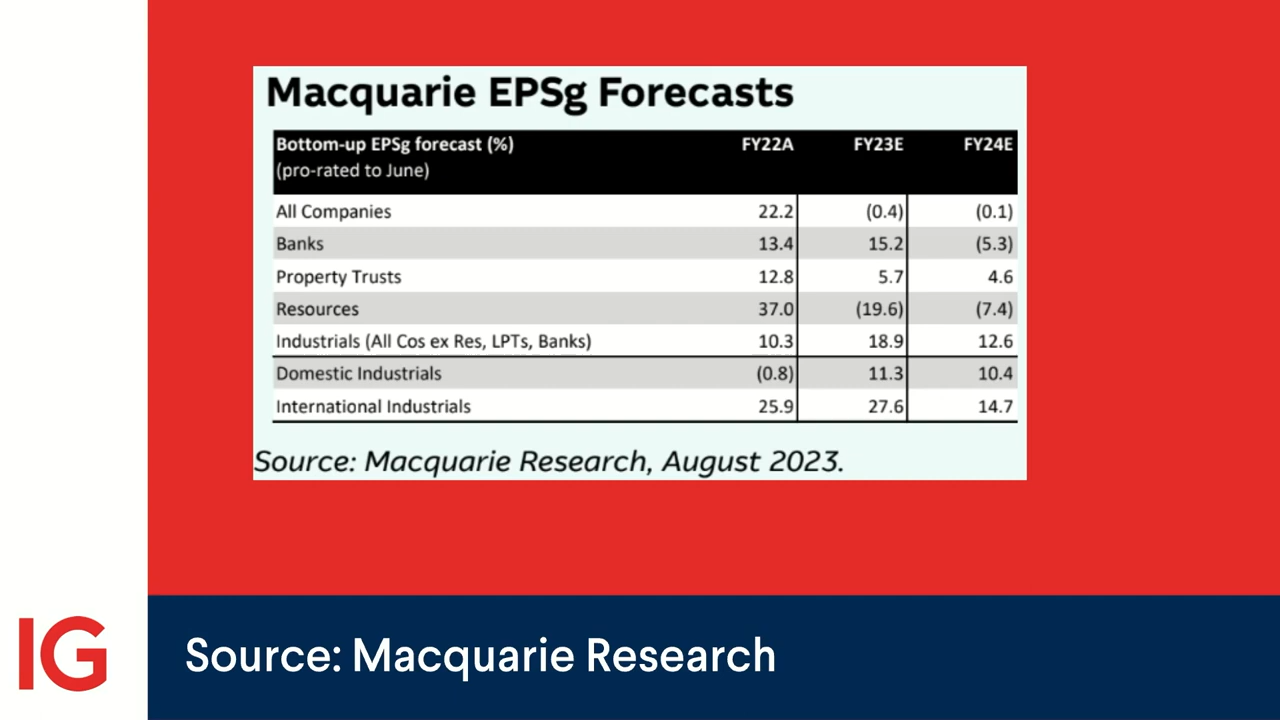 Macquarie EPSg Forecasts
Bottom-up EPSg forecast (%) FY22A FY23E FY24E
(pro-rated to June)
All Companies 22.2 (0.4) (0.1)
Banks 13.4 15.2 (5.3)
Property Trusts 12.8 5.7 4.6
Resources 37.0 (19.6) (7.4)
Industrials (All Cos ex Res, LPTs, Banks) 10.3 18.9 12.6
Domestic Industrials (0.8) 11.3 10.4
International Industrials 25.9 27.6 14.7
Source: Macquarie Research, August 2023.
IG
Source: Macquarie Research